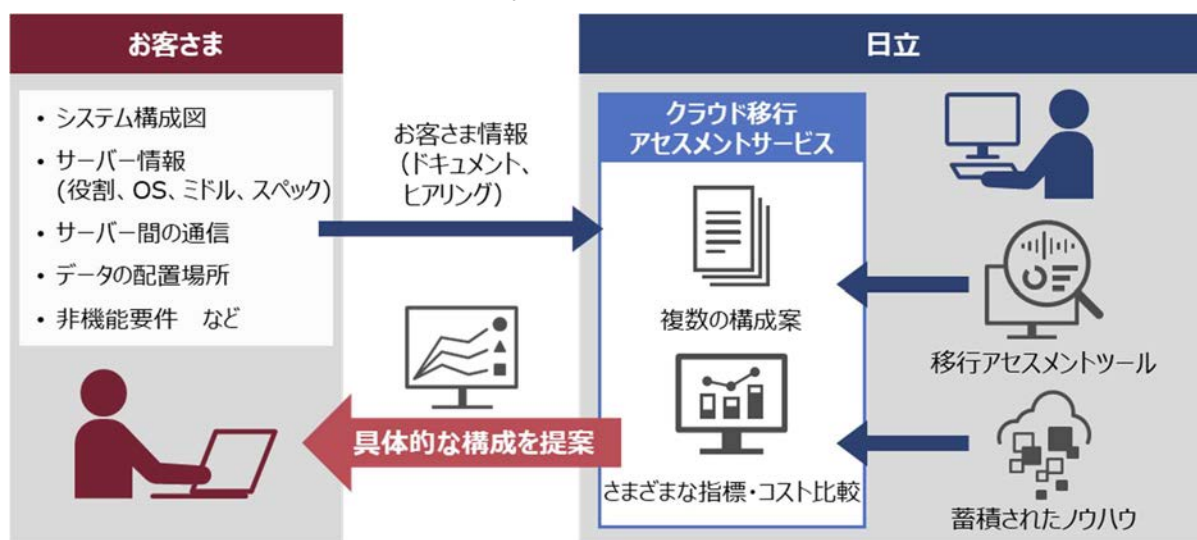 お客さま
・システム構成図
・サーバー情報
(役割、OS、ミドル、スペック)
・サーバー間の通信
・データの配置場所
・非機能要件　など
お客さま情報
（ドキュメント、
ヒアリング）
具体的な構成を提案
日立
クラウド移行
アセスメントサービス
複数の構成案
さまざまな指標・コスト比較
移行アセスメントツール
蓄積されたノウハウ